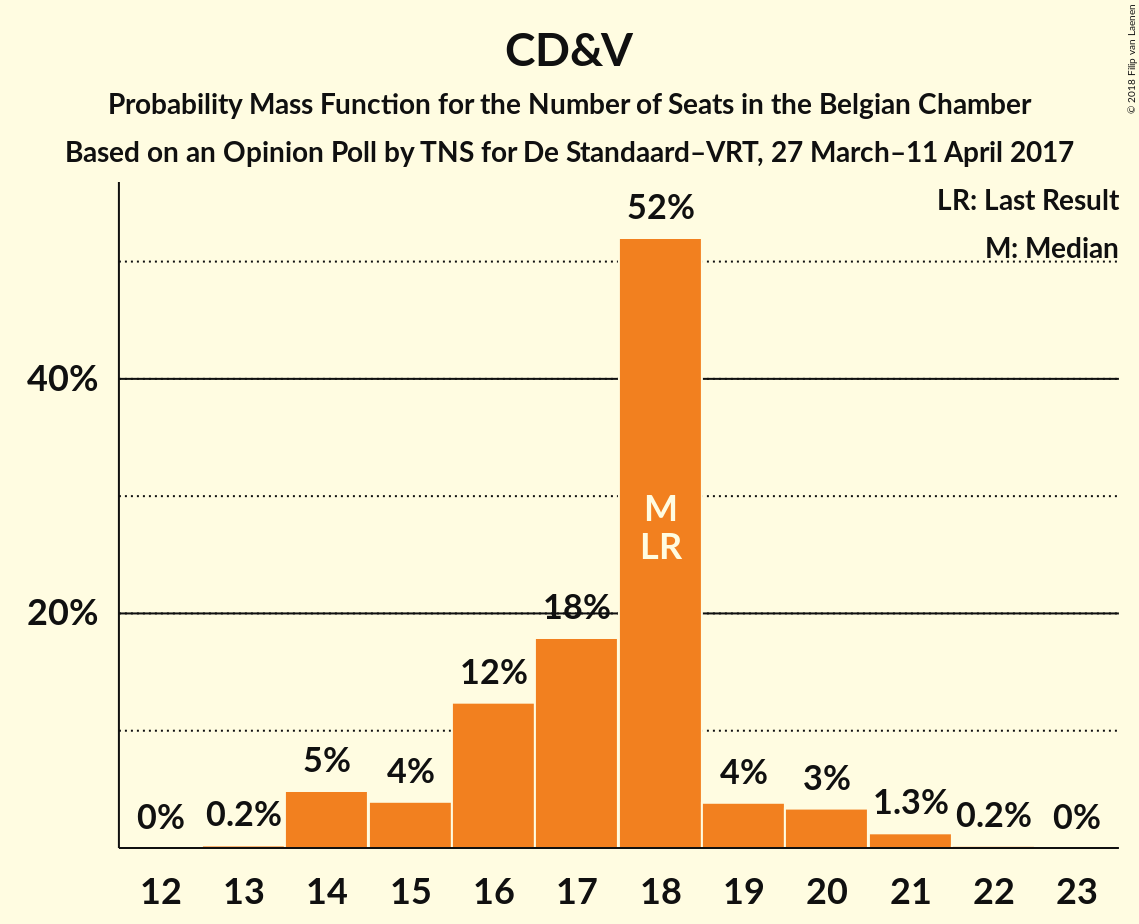 CD&V
Probability Mass Function for the Number of Seats in the Belgian Chamber
Based on an Opinion Poll by TNS for De Standaard–VRT, 27 March–11 April 2017
© 2018 Filip van Laenen
LR: Last Result
M: Median
40%
20%
0%
0.2%
5%
4%
12%
18%
52%
M
LR
4%
3%
1.3%
0.2%
0%
12 13 14 15 16 17 18 19 20 21 22 23